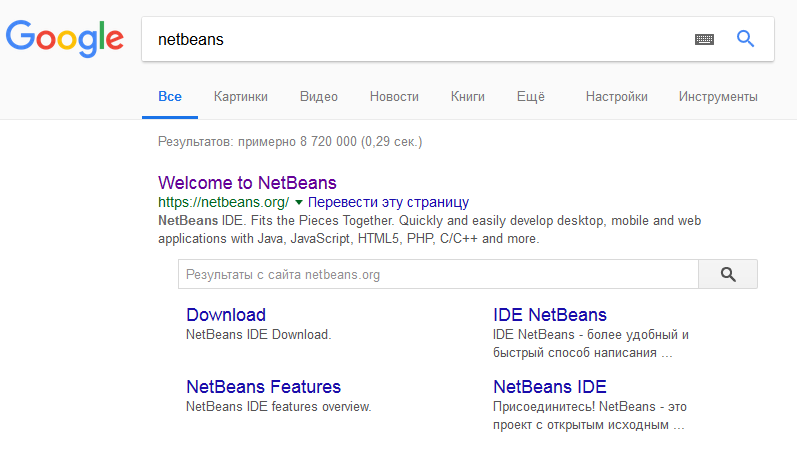 Google
netbeans
Все Картинки Видео Новости Книги Ещё Настройки Инструменты
Результатов: примерно 8 720 000 (0,29 сек.)
Welcome to NetBeans
https://netbeans.org/ Перевести эту страницу
NetBeans IDE. Fits the Pieces Together. Quickly and easily develop desktop, mobile and web
applications with Java, JavaScript, HTML5, PHP, C/C++ and more.
Результаты с сайта netbeans.org
Download
NetBeans IDE Download.
IDE NetBeans
IDE NetBeans - более удобный и
быстрый способ написания ...
NetBeans Features
NetBeans IDE features overview.
NetBeans IDE
Присоединитесь! NetBeans - это
проект с открытым исходным ...